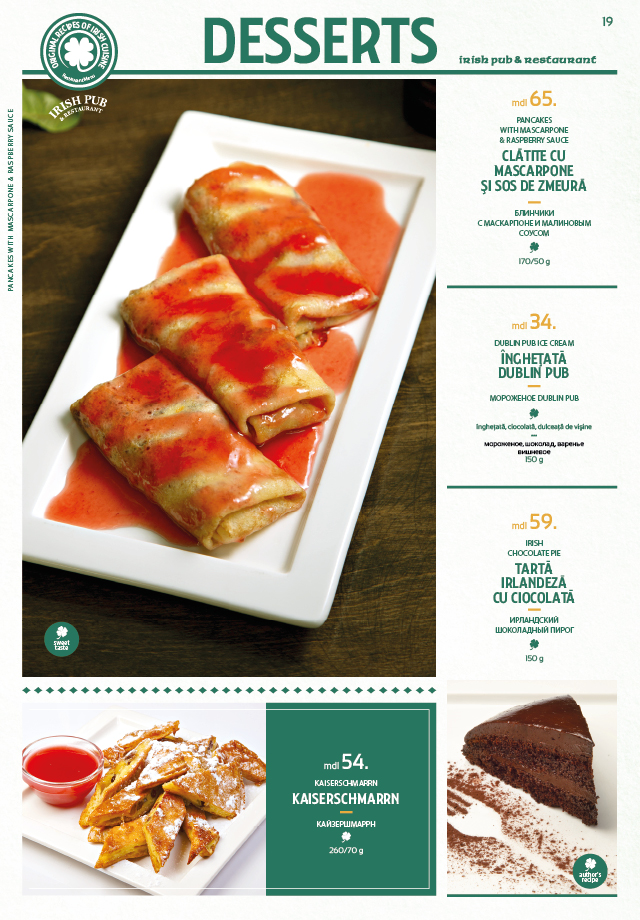 DESSERTS
19
irish pub & restaurant
ORIGINAL RECIPES OF IRISH CUISINE
IRISH PUB
& RESTAURANT
PANCAKES WITH MASCARPONE & RASPBERRY SAUCE
sweet
taste
mdl 65.
PANCAKES
WITH MASCARPONE
& RASPBERRY SAUCE
CLĂTITE CU
MASCARPONE
ŞI SOS DE ZMEURĂ
БЛИНЧИКИ
С МАСКАРПОНЕ И МАЛИНОВЫМ
СОУСОМ
170/50 g
mdl 34.
DUBLIN PUB ICE CREAM
ÎNGHEȚATĂ
DUBLIN PUB
МОРОЖЕНОЕ DUBLIN PUB
înghețată, ciocolată, dulceață de vişine
мороженое, шоколад, варенье
вишневое
150 g
mdl 59.
IRISH
CHOCOLATE PIE
TARTĂ
IRLANDEZĂ
CU CIOCOLATĂ
ИРЛАНДСКИЙ
ШОКОЛАДНЫЙ ПИРОГ
150 g
mdl 54.
KAISERSCHMARRN
KAISERSCHMARRN
КАЙЗЕРШМАРРН
260/70 g
author's
recipe